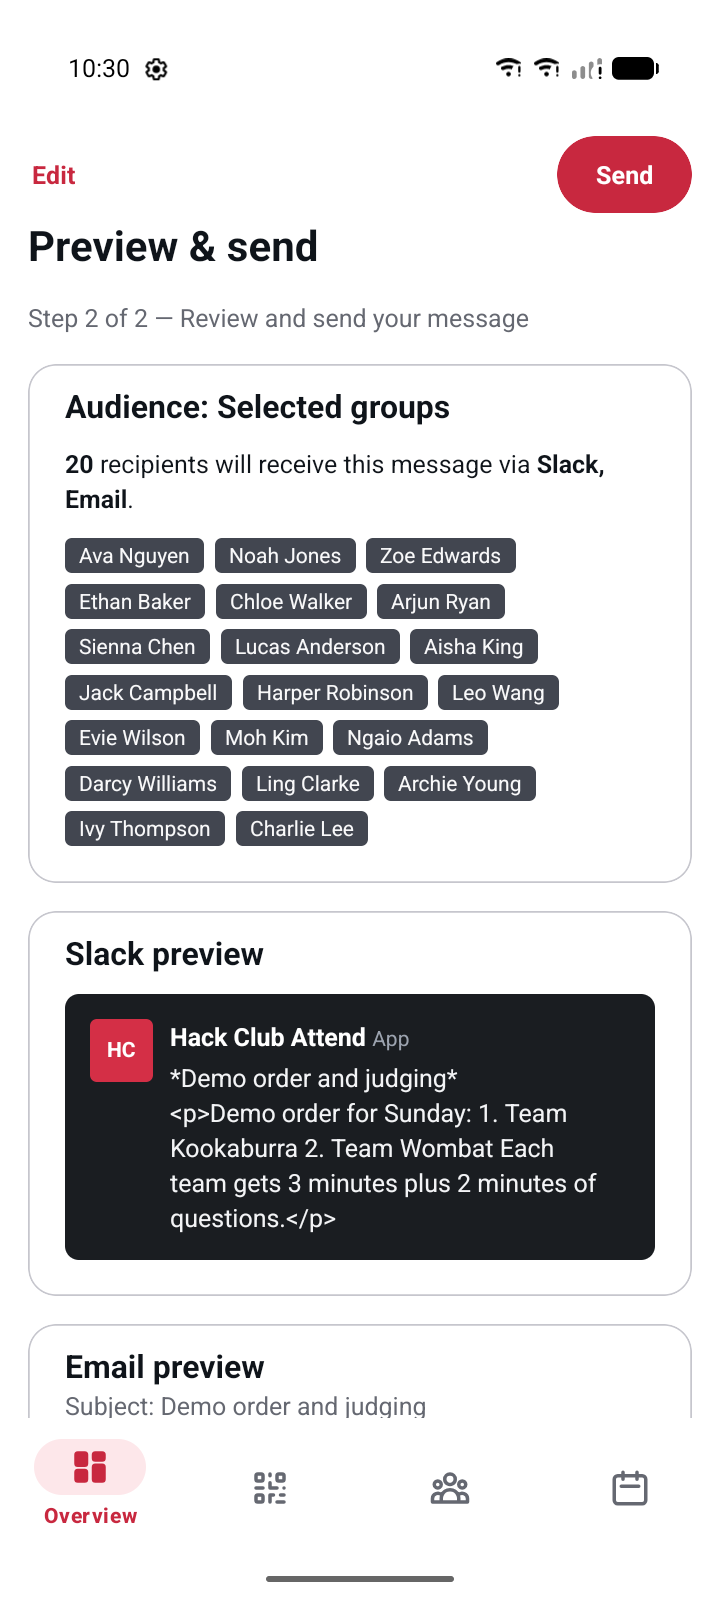 10:30
Edit
Send
Preview & send
Step 2 of 2 — Review and send your message
Audience: Selected groups
20 recipients will receive this message via Slack,
Email.
Ava Nguyen
Noah Jones
Zoe Edwards
Ethan Baker
Chloe Walker
Arjun Ryan
Sienna Chen
Lucas Anderson
Aisha King
Jack Campbell
Harper Robinson
Leo Wang
Evie Wilson
Moh Kim
Ngaio Adams
Darcy Williams
Ling Clarke
Archie Young
Ivy Thompson
Charlie Lee
Slack preview
HC
Hack Club Attend App
*Demo order and judging*
<p>Demo order for Sunday: 1. Team
Kookaburra 2. Team Wombat Each
team gets 3 minutes plus 2 minutes of
questions.</p>
Email preview
Subject: Demo order and judging
Overview